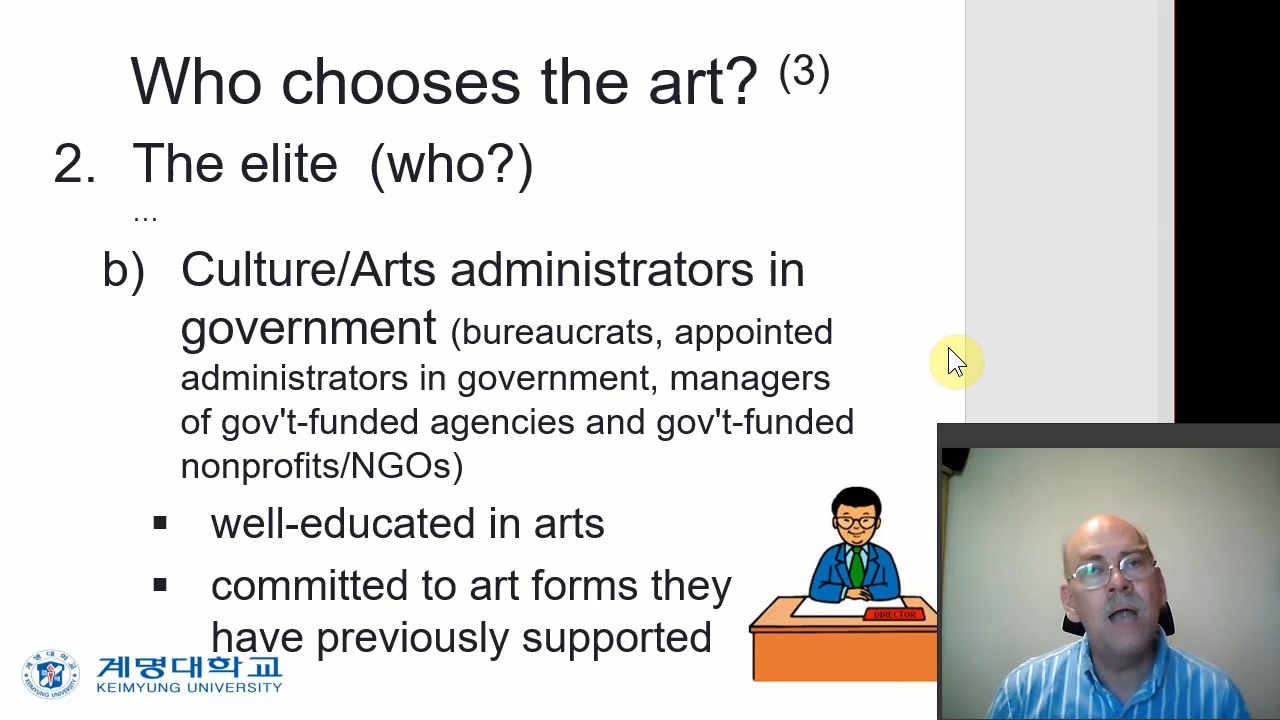 Who chooses the art? (3)
2. The elite (who?)
...
b) Culture/Arts administrators in
government (bureaucrats, appointed
administrators in government, managers
of gov't-funded agencies and gov't-funded
nonprofits/NGOs)
▪ well-educated in arts
▪ committed to art forms they
have previously supported
DIRECTOR
계명대학교
KEIMYUNG UNIVERSITY